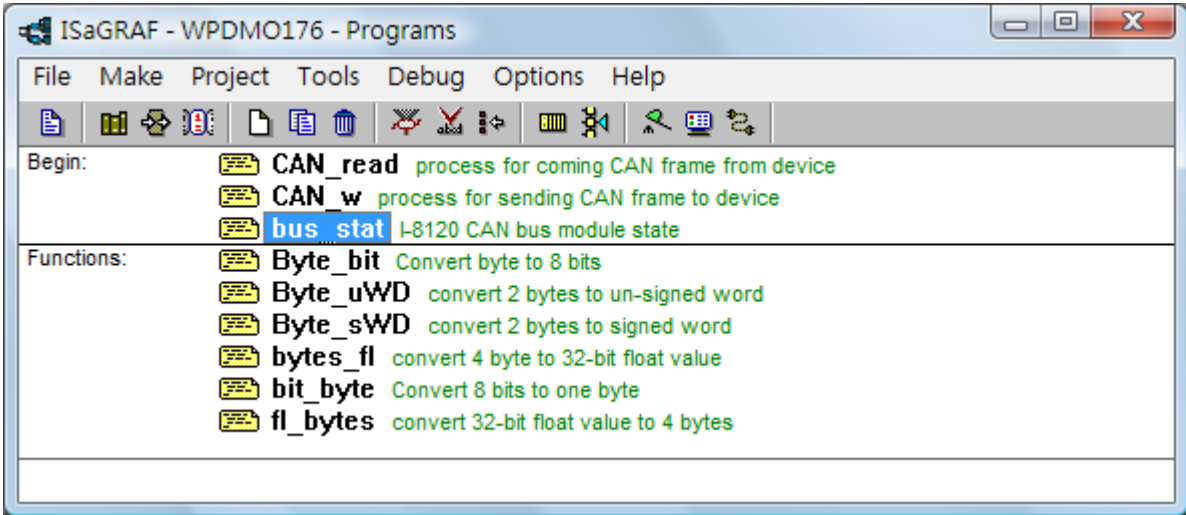 ISaGRAF - WPDMO176 - Programs
File Make Project Tools Debug Options Help
Begin: CAN_read process for coming CAN frame from device
CAN_w process for sending CAN frame to device
bus_stat I-8120 CAN bus module state
Functions: Byte_bit Convert byte to 8 bits
Byte_uWD convert 2 bytes to un-signed word
Byte_sWD convert 2 bytes to signed word
bytes_fl convert 4 byte to 32-bit float value
bit_byte Convert 8 bits to one byte
fl_bytes convert 32-bit float value to 4 bytes